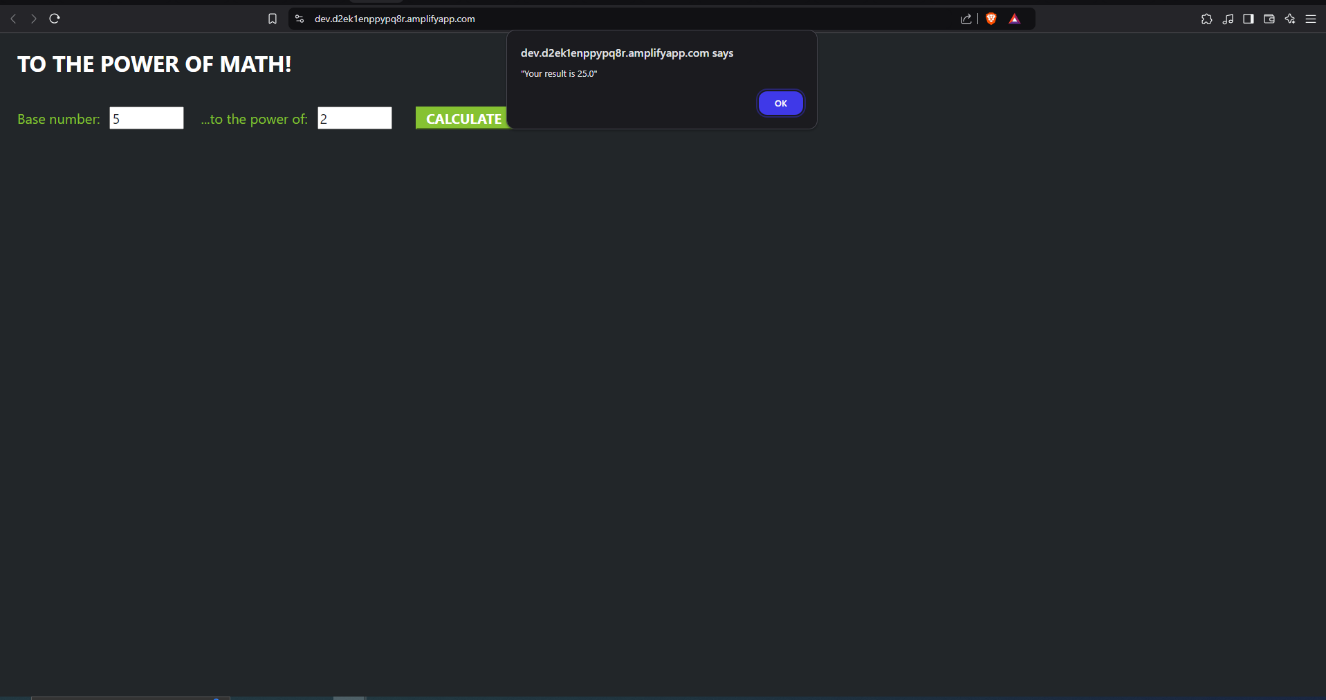 dev.d2ek1enppypq8r.amplifyapp.com
dev.d2ek1enppypq8r.amplifyapp.com says
"Your result is 25.0"
OK
TO THE POWER OF MATH!
Base number: 5 ...to the power of: 2 CALCULATE